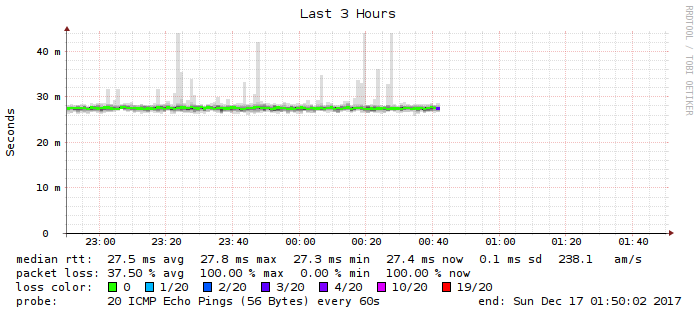 Last 3 Hours
RRDTOOL / TOBI OETIKER
Seconds
40 m
30 m
20 m
10 m
0
23:00 23:20 23:40 00:00 00:20 00:40 01:00 01:20 01:40
median rtt: 27.5 ms avg 27.8 ms max 27.3 ms min 27.4 ms now 0.1 ms sd 238.1 am/s
packet loss: 37.50 % avg 100.00 % max 0.00 % min 100.00 % now
loss color: 0 1/20 2/20 3/20 4/20 10/20 19/20
probe: 20 ICMP Echo Pings (56 Bytes) every 60s end: Sun Dec 17 01:50:02 2017